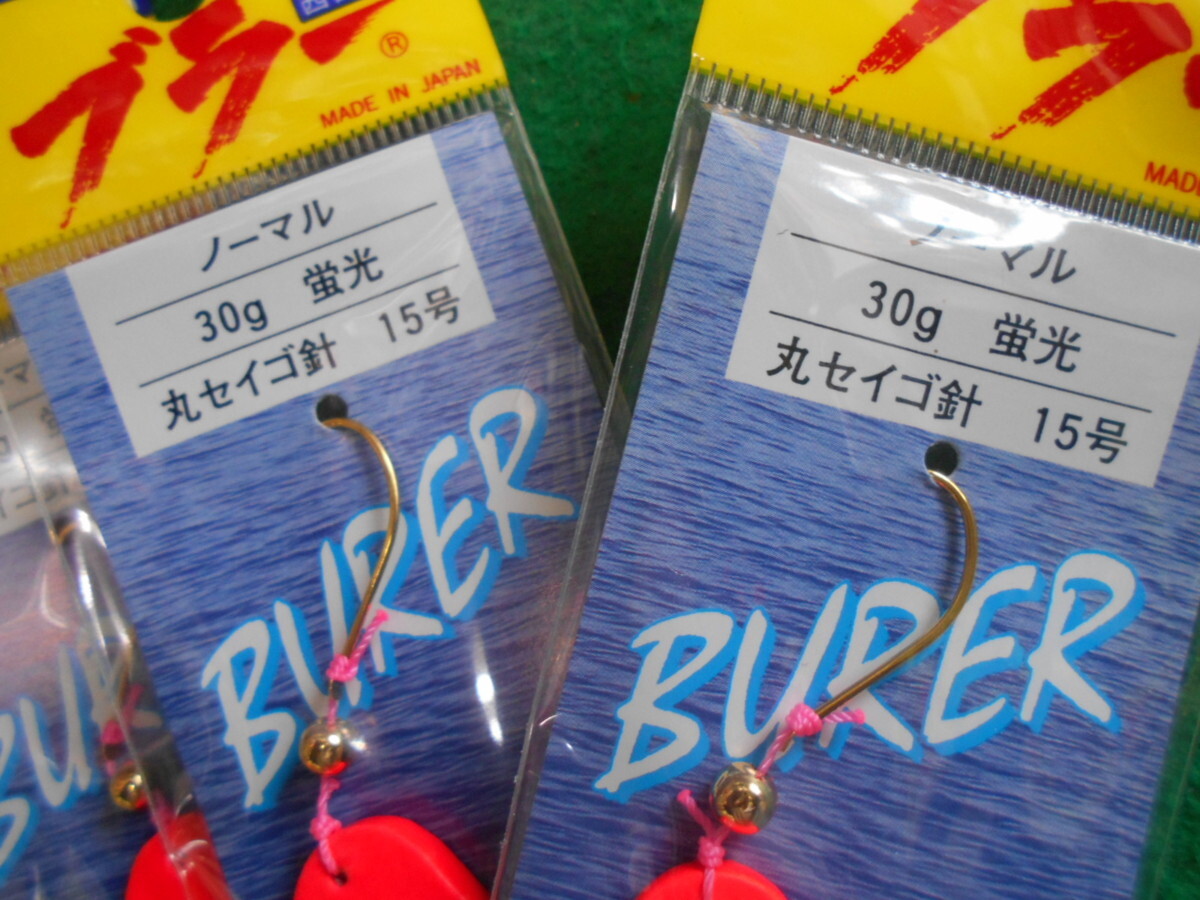 ブラー
®
MADE IN JAPAN
ノーマル
30g 蛍光
丸セイゴ針 15号
BURER
MADE
ノーマル
30g 蛍光
丸セイゴ針 15号
BURER